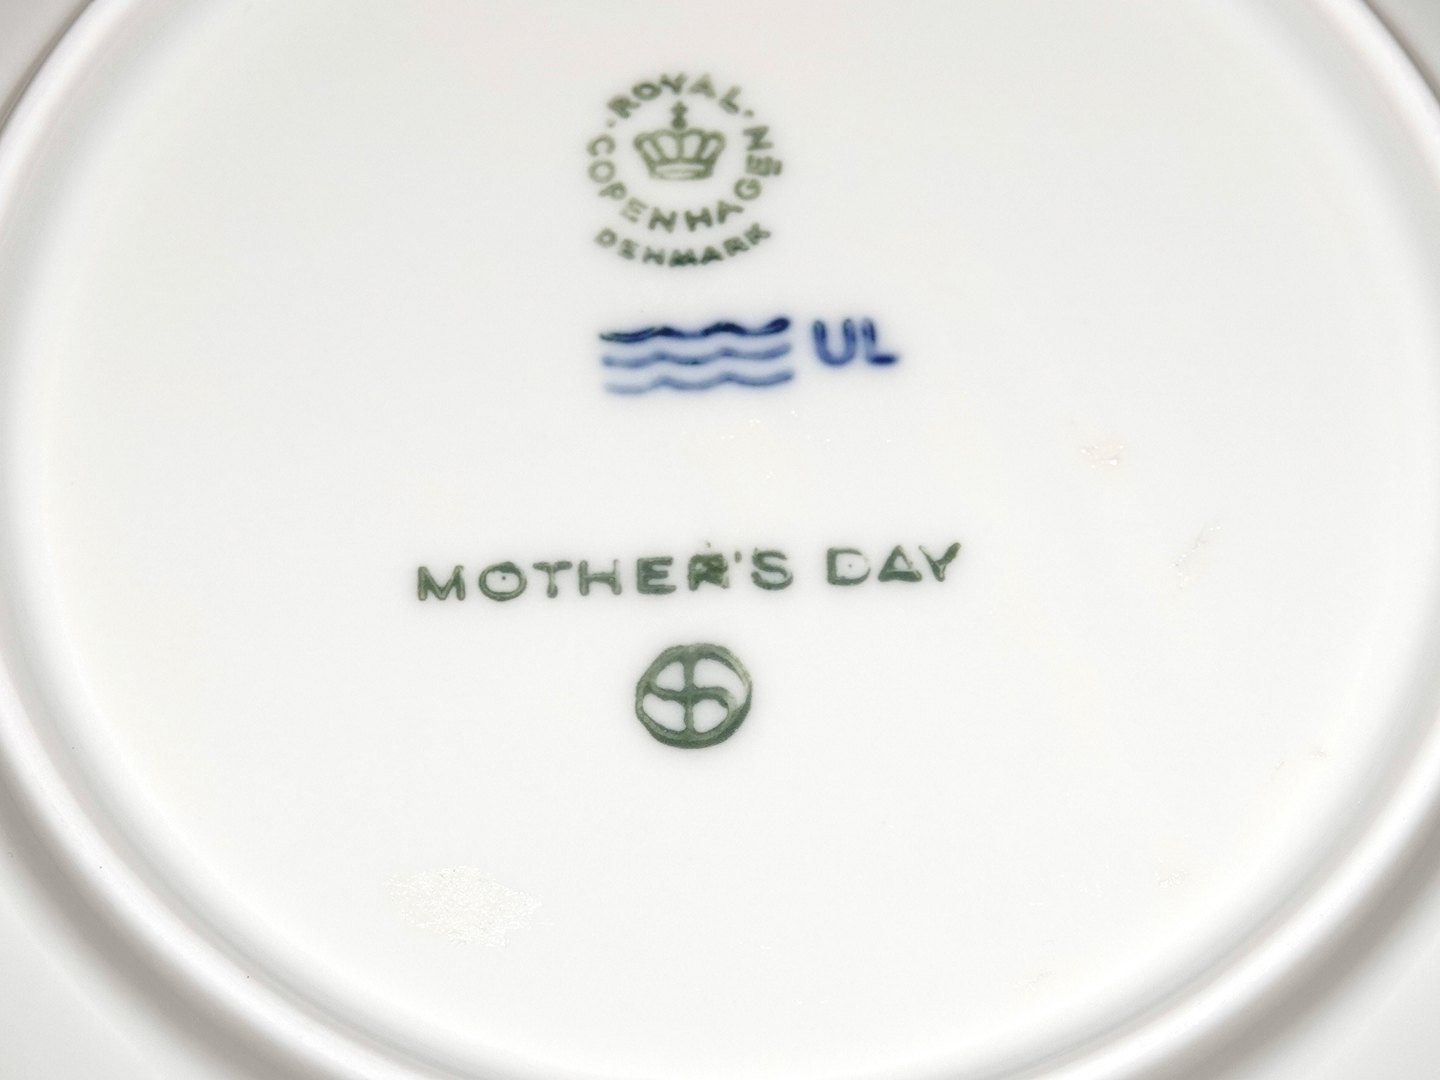 ROYAL
COPENHAGEN
DENMARK
UL
MOTHER'S DAY